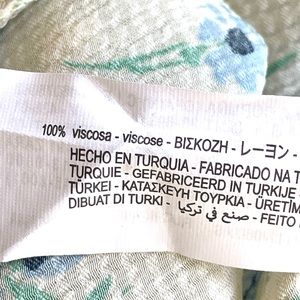 100% viscosa - viscose - ΒΙΣΚΟΖΗ - レーヨン -
HECHO EN TURQUIA - FABRICADO NA T
TURQUIE - GEFABRICEERD IN TURKIJE
TÜRKEI - ΚΑΤΑΣΚΕΥΗ ΤΟΥΡΚΙΑ - ÜRETİM
DIBUAT DI TURKI - صنع في تركيا - FEITO